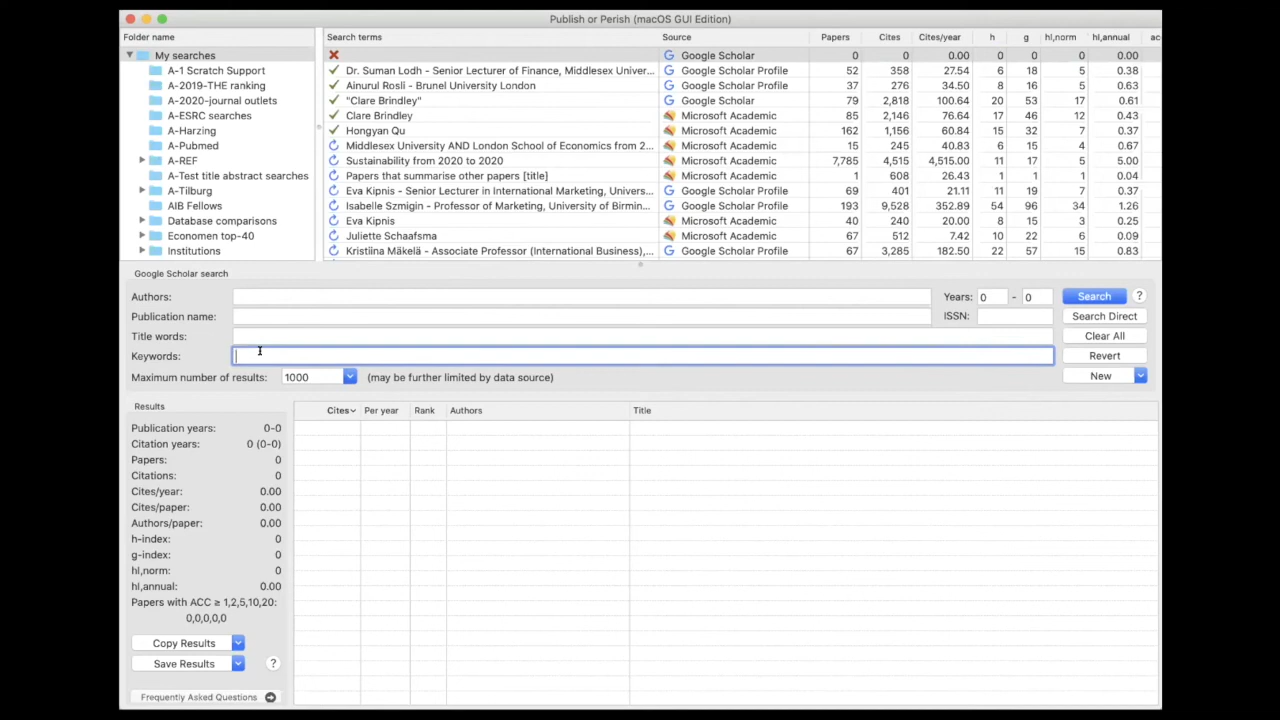 Publish or Perish (macOS GUI Edition)
Folder name
My searches
A-1 Scratch Support
A-2019-THE ranking
A-2020-journal outlets
A-ESRC searches
A-Harzing
A-Pubmed
A-REF
A-Test title abstract searches
A-Tilburg
AIB Fellows
Database comparisons
Economen top-40
Institutions
Search terms Source Papers Cites Cites/year h g hI,norm hI,annual acc
Google Scholar 0 0 0.00 0 0 0 0.00
Dr. Suman Lodh - Senior Lecturer of Finance, Middlesex Univer... Google Scholar Profile 52 358 27.54 6 18 5 0.38
Ainurul Rosli - Brunel University London Google Scholar Profile 37 276 34.50 8 16 5 0.63
"Clare Brindley" Google Scholar 79 2,818 100.64 20 53 17 0.61
Clare Brindley Microsoft Academic 85 2,146 76.64 17 46 12 0.43
Hongyan Qu Microsoft Academic 162 1,156 60.84 15 32 7 0.37
Middlesex University AND London School of Economics from 2... Microsoft Academic 15 245 40.83 6 15 4 0.67
Sustainability from 2020 to 2020 Microsoft Academic 7,785 4,515 4,515.00 11 17 5 5.00
Papers that summarise other papers [title] Microsoft Academic 1 608 26.43 1 1 1 0.04
Eva Kipnis - Senior Lecturer in International Marketing, Univers... Google Scholar Profile 69 401 21.11 11 19 7 0.37
Isabelle Szmigin - Professor of Marketing, University of Birmin... Google Scholar Profile 193 9,528 352.89 54 96 34 1.26
Eva Kipnis Microsoft Academic 40 240 20.00 8 15 3 0.25
Juliette Schaafsma Microsoft Academic 67 512 7.42 10 22 6 0.09
Kristiina Mäkelä - Associate Professor (International Business),... Google Scholar Profile 67 3,285 182.50 22 57 15 0.83
Google Scholar search
Authors: Years: 0 - 0 Search ?
Publication name: ISSN: Search Direct
Title words: Clear All
Keywords: Revert
Maximum number of results: 1000 (may be further limited by data source) New
Results
Publication years: 0-0
Citation years: 0 (0-0)
Papers: 0
Citations: 0
Cites/year: 0.00
Cites/paper: 0.00
Authors/paper: 0.00
h-index: 0
g-index: 0
hI,norm: 0
hI,annual: 0.00
Papers with ACC ≥ 1,2,5,10,20:
0,0,0,0,0
Copy Results
Save Results ?
Frequently Asked Questions
Cites Per year Rank Authors Title